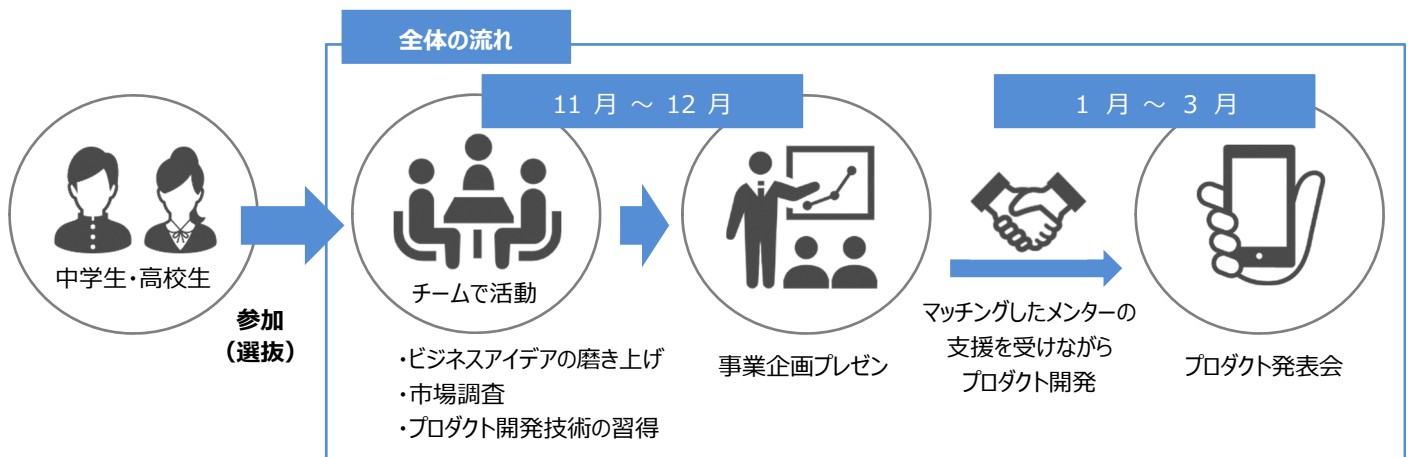 全体の流れ
11 月 ～ 12 月
1 月 ～ 3 月
中学生・高校生
参加
（選抜）
チームで活動
・ビジネスアイデアの磨き上げ
・市場調査
・プロダクト開発技術の習得
事業企画プレゼン
マッチングしたメンターの
支援を受けながら
プロダクト開発
プロダクト発表会